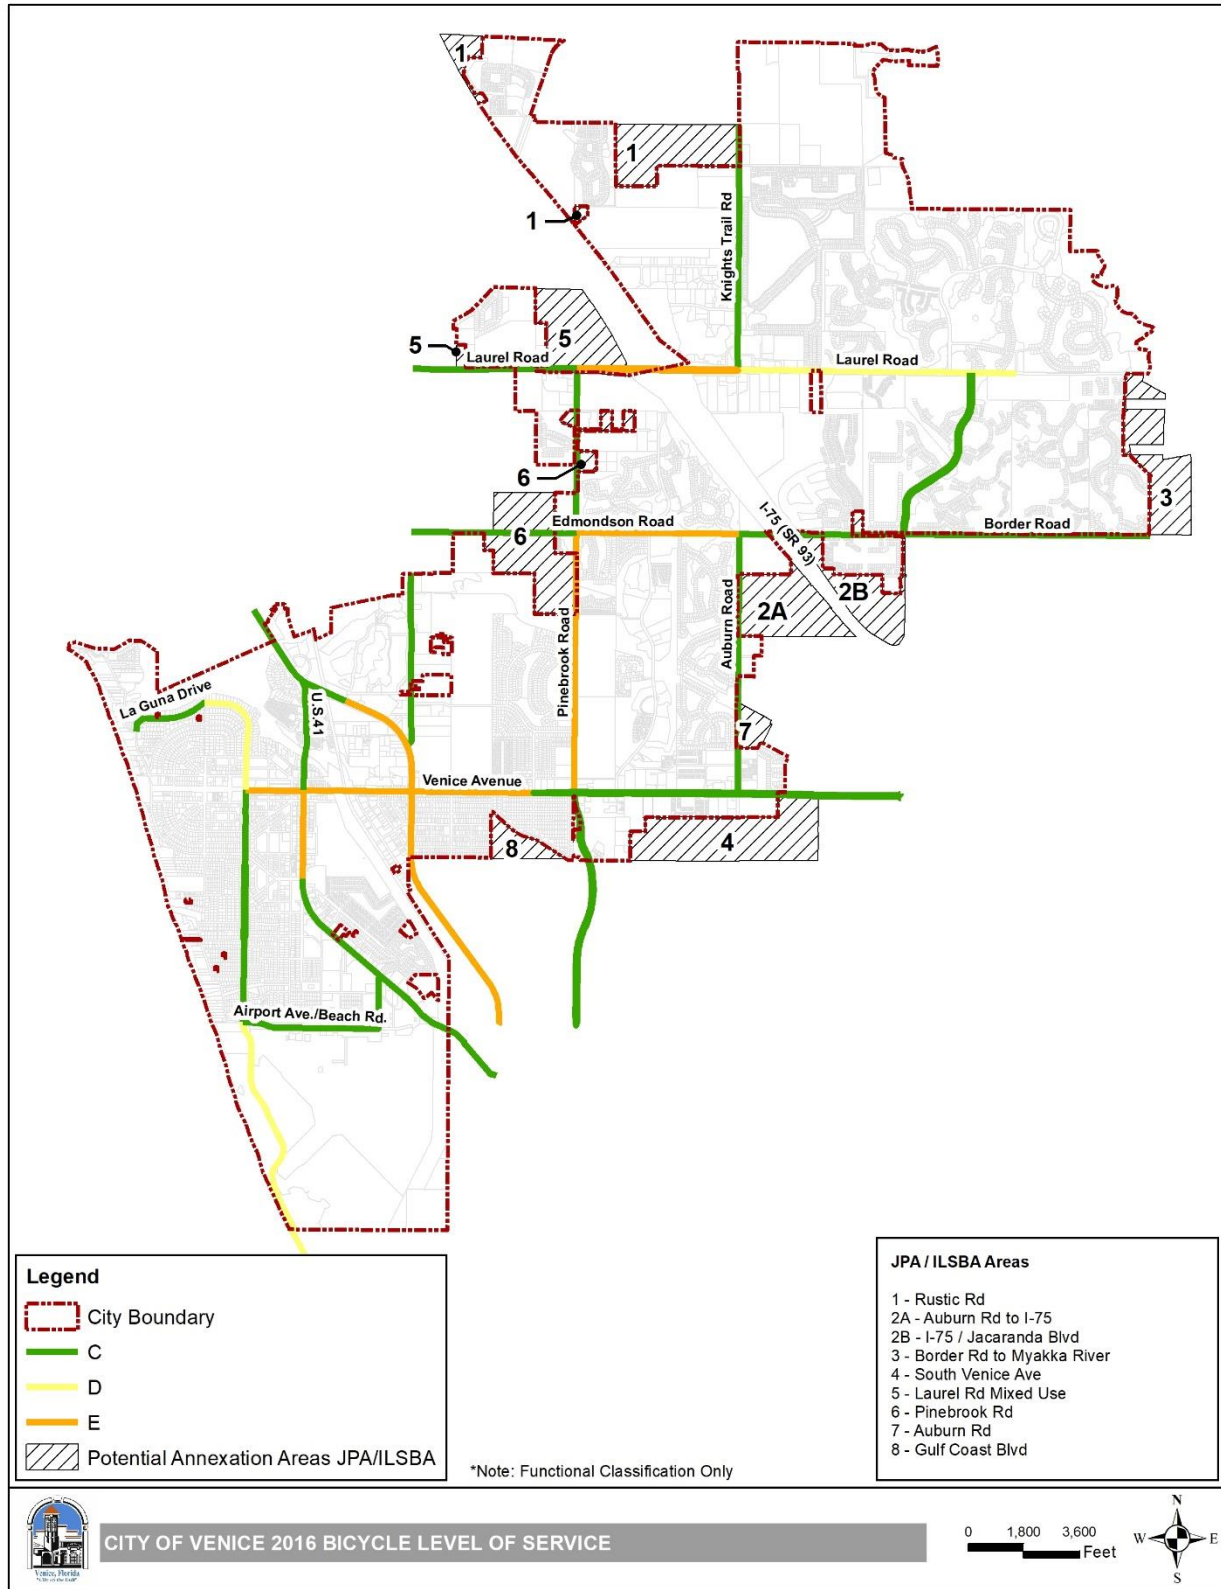 1
1
1
Knights Trail Rd
5
5
Laurel Road
Laurel Road
6
3
I-75 (SR 93)
6
Edmondson Road
Border Road
2B
2A
Auburn Road
Pinebrook Road
La Guna Drive
U.S.41
7
Venice Avenue
8
4
Airport Ave./Beach Rd.
Legend
City Boundary
C
D
E
Potential Annexation Areas JPA/ILSBA
*Note: Functional Classification Only
JPA / ILSBA Areas
1 - Rustic Rd
2A - Auburn Rd to I-75
2B - I-75 / Jacaranda Blvd
3 - Border Rd to Myakka River
4 - South Venice Ave
5 - Laurel Rd Mixed Use
6 - Pinebrook Rd
7 - Auburn Rd
8 - Gulf Coast Blvd
Venice, Florida
CITY OF VENICE 2016 BICYCLE LEVEL OF SERVICE
0 1,800 3,600
Feet
N
W E
S